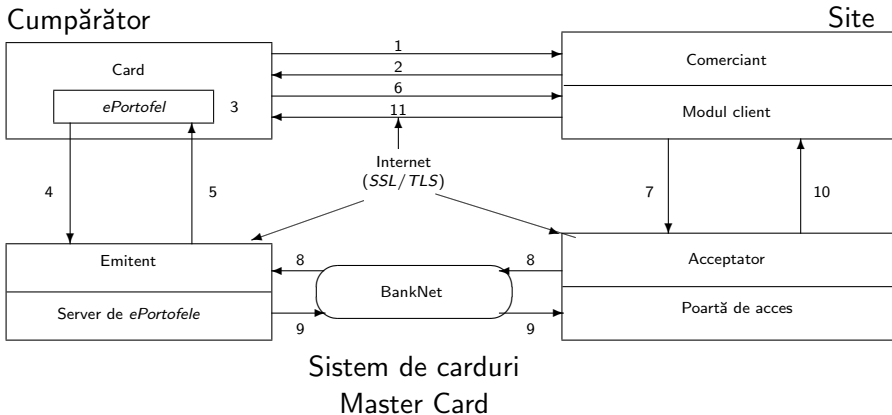 Cumpărător
Site
1
Card
2
Comerciant
6
ePortofel
3
11
Modul client
Internet
(SSL/TLS)
4
5
7
10
Emitent
8
8
Acceptator
BankNet
Server de ePortofele
9
9
Poartă de acces
Sistem de carduri
Master Card